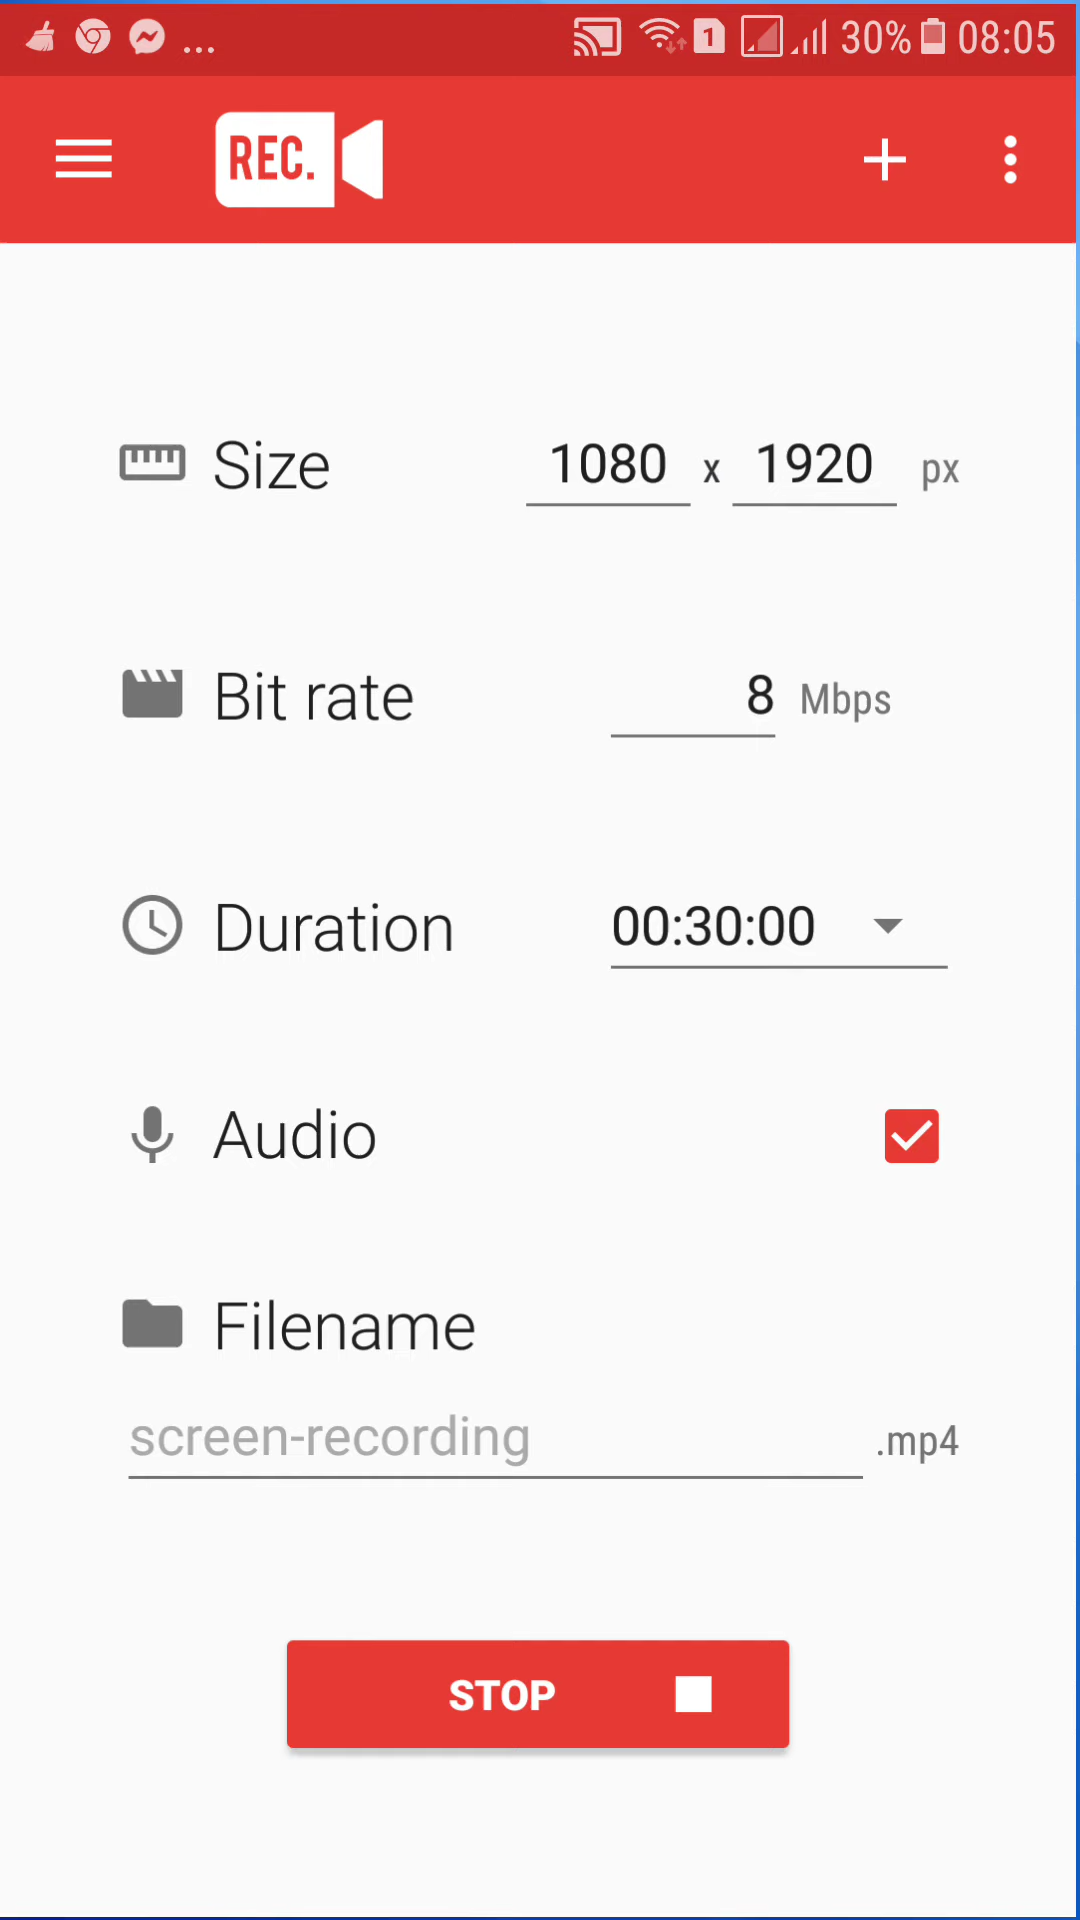 ... 1 30% 08:05
REC.
Size 1080 x 1920 px
Bit rate 8 Mbps
Duration 00:30:00
Audio
Filename
screen-recording .mp4
STOP